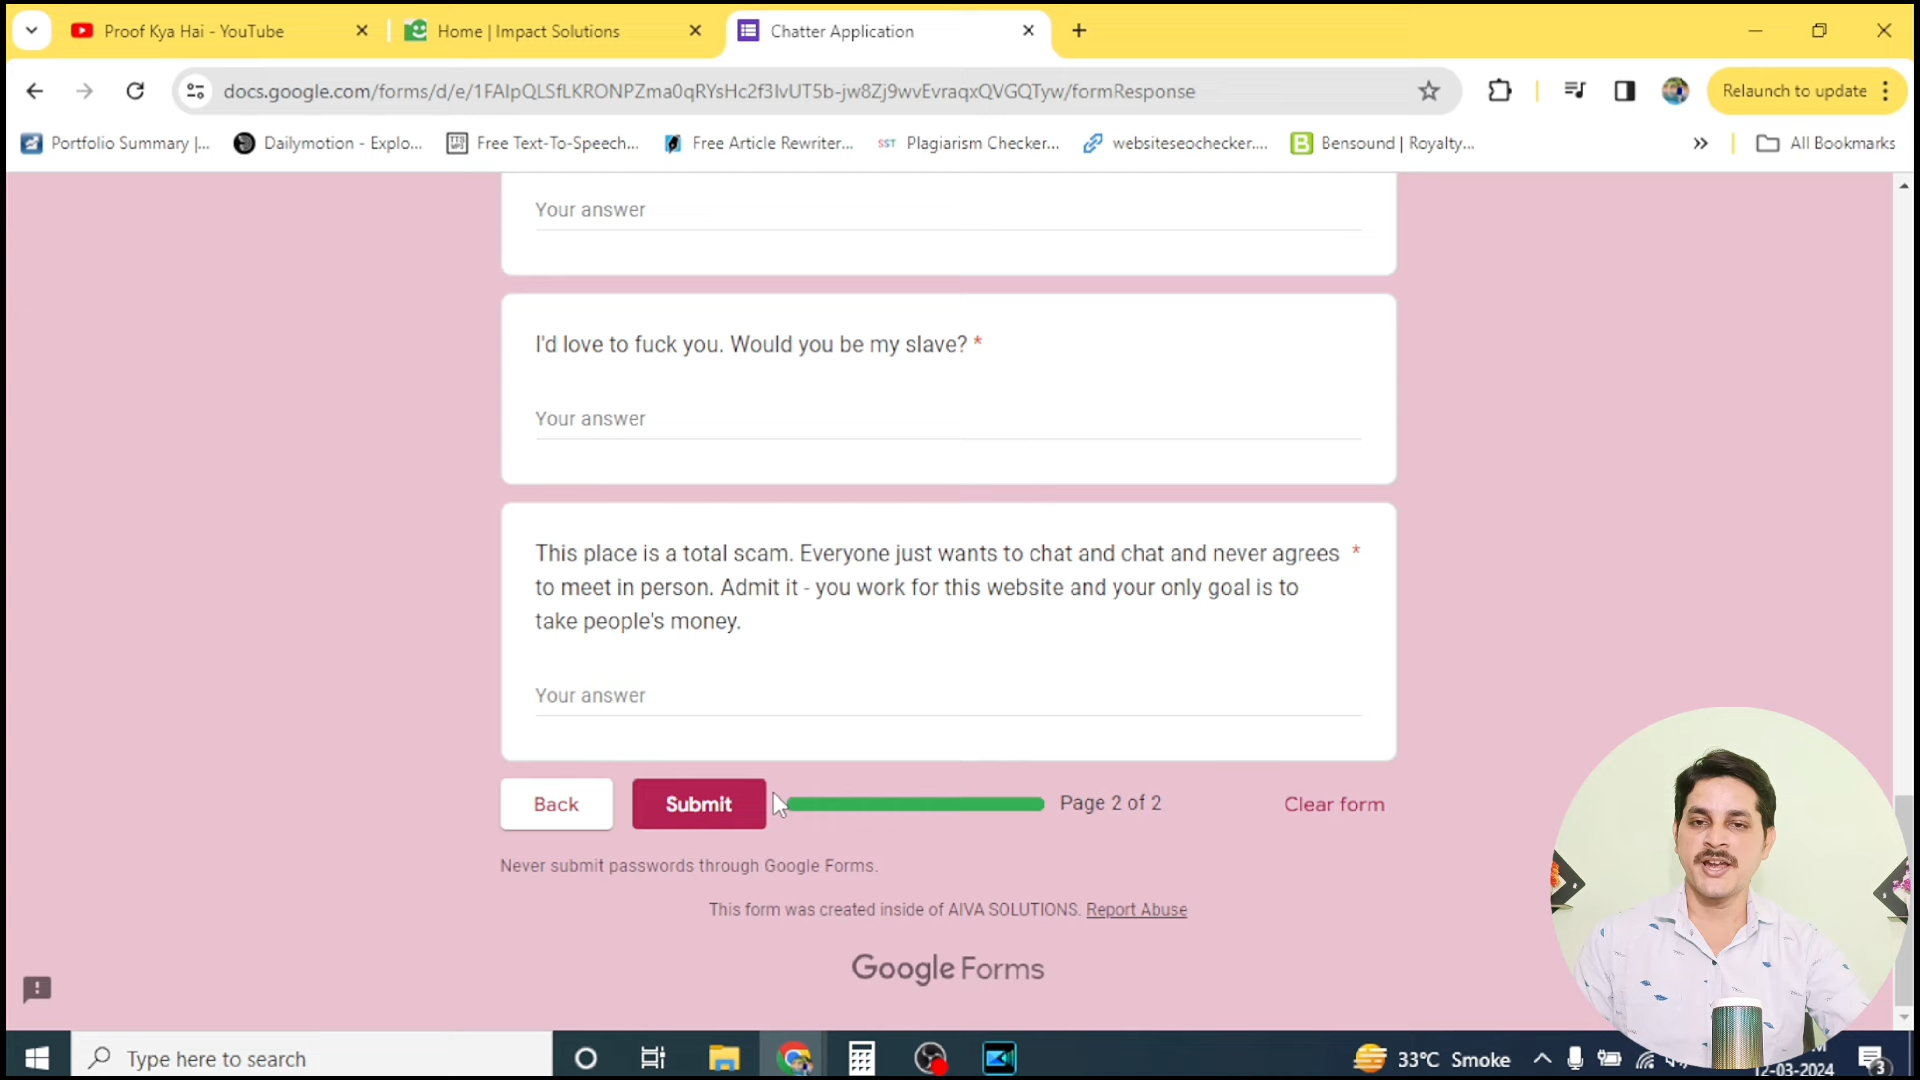 Proof Kya Hai - YouTube
Home | Impact Solutions
Chatter Application
docs.google.com/forms/d/e/1FAIpQLSfLKRONPZma0qRYsHc2f3lvUT5b-jw8Zj9wvEvraqxQVGQTyw/formResponse
Relaunch to update
Portfolio Summary |...
Dailymotion - Explo...
Free Text-To-Speech...
Free Article Rewriter...
SST Plagiarism Checker...
websiteseochecker....
Bensound | Royalty...
All Bookmarks
Your answer
I'd love to fuck you. Would you be my slave? *
Your answer
This place is a total scam. Everyone just wants to chat and chat and never agrees *
to meet in person. Admit it - you work for this website and your only goal is to
take people's money.
Your answer
Back
Submit
Page 2 of 2
Clear form
Never submit passwords through Google Forms.
This form was created inside of AIVA SOLUTIONS. Report Abuse
Google Forms
Type here to search
33°C Smoke
12-03-2024
3